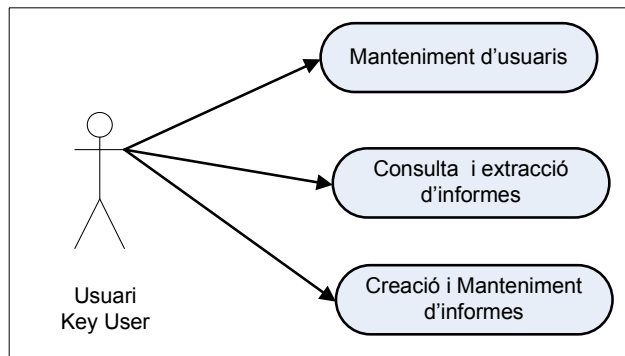 Manteniment d'usuaris
Consulta i extracció
d'informes
Creació i Manteniment
d'informes
Usuari
Key User